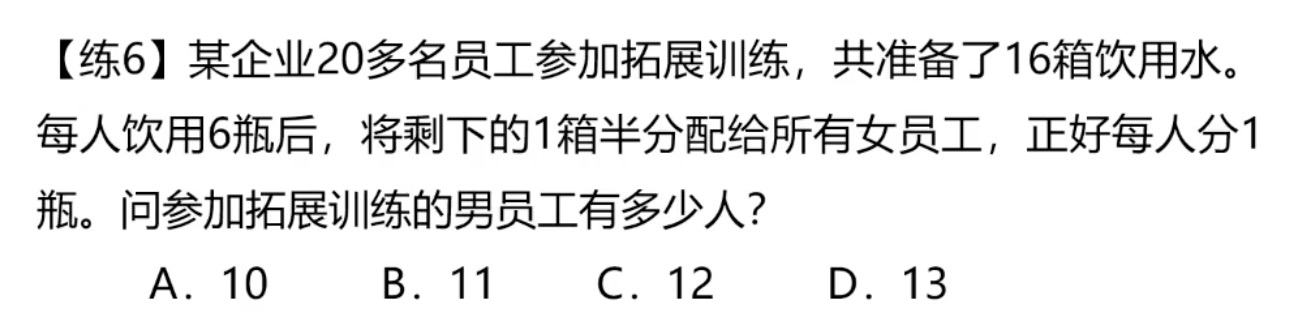 【练6】某企业20多名员工参加拓展训练，共准备了16箱饮用水。
每人饮用6瓶后，将剩下的1箱半分配给所有女员工，正好每人分1
瓶。问参加拓展训练的男员工有多少人？
A．10 B．11 C．12 D．13